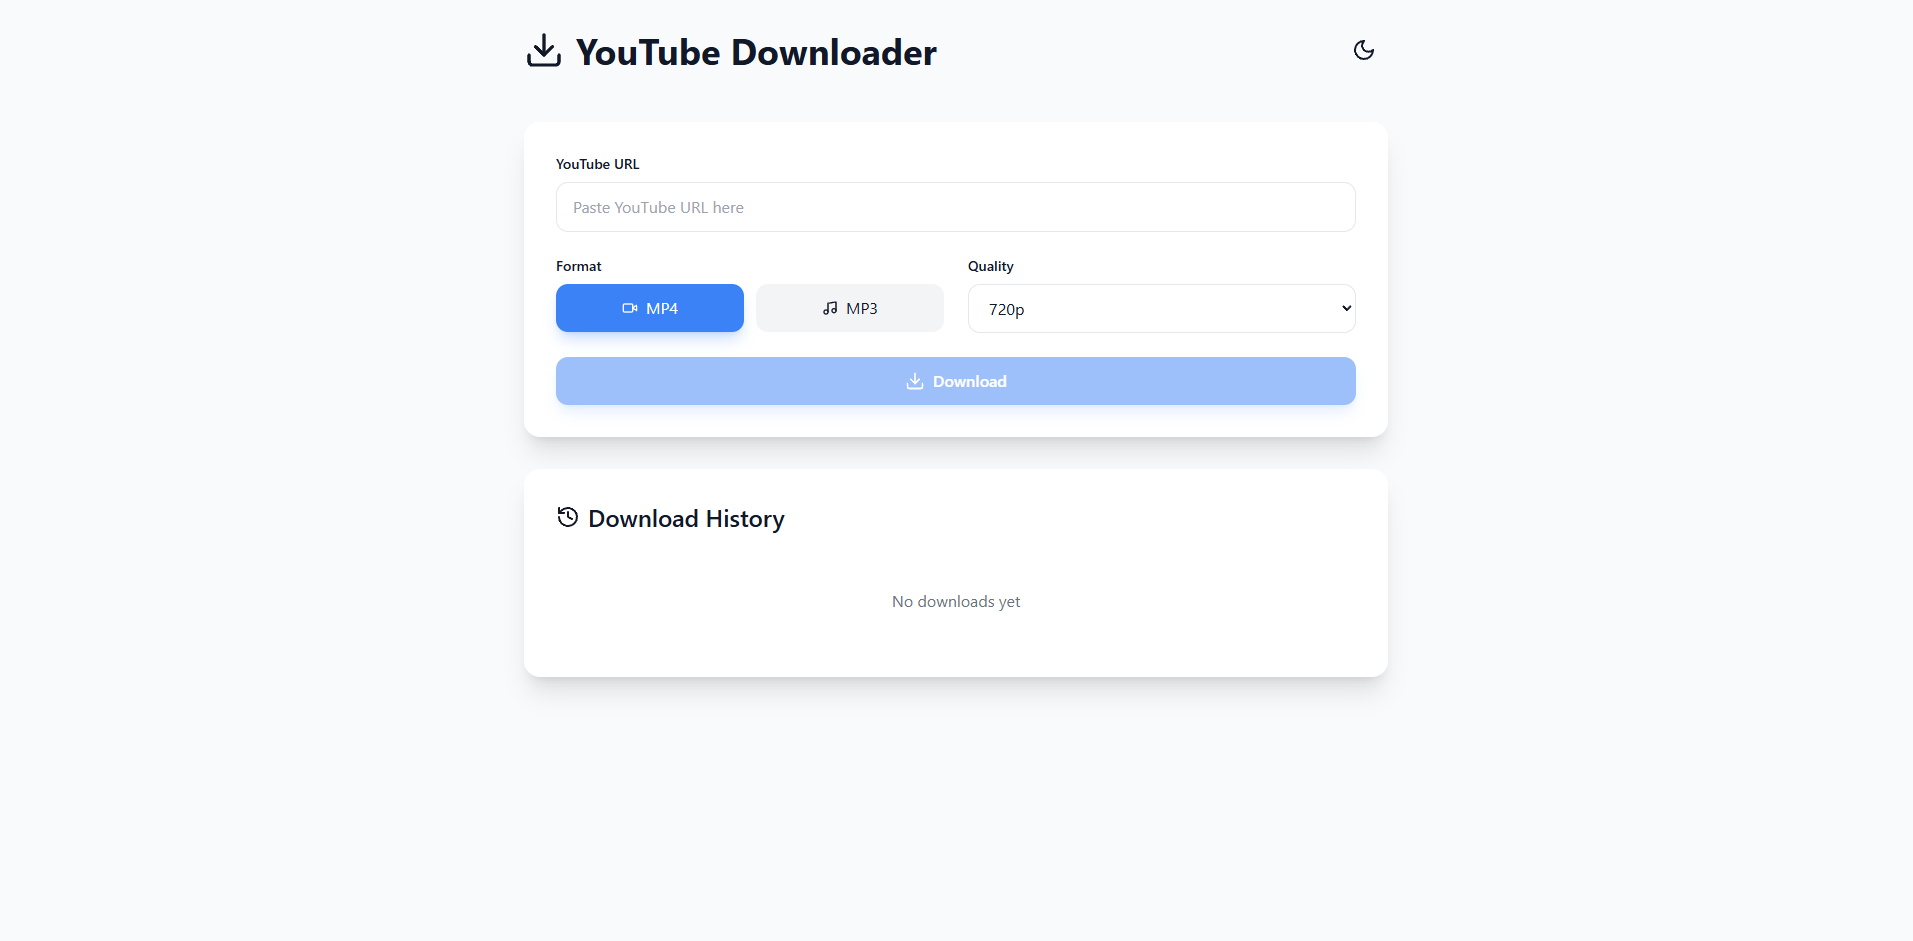 YouTube Downloader
YouTube URL
Paste YouTube URL here
Format
Quality
MP4
MP3
720p
Download
Download History
No downloads yet